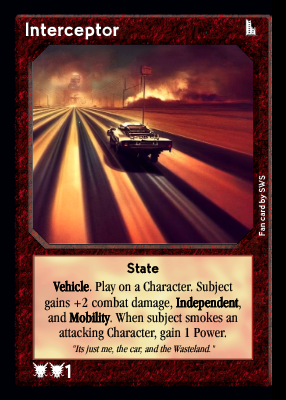 Interceptor
Fan card by SWS
State
Vehicle. Play on a Character. Subject
gains +2 combat damage, Independent,
and Mobility. When subject smokes an
attacking Character, gain 1 Power.
"Its just me, the car, and the Wasteland."
1